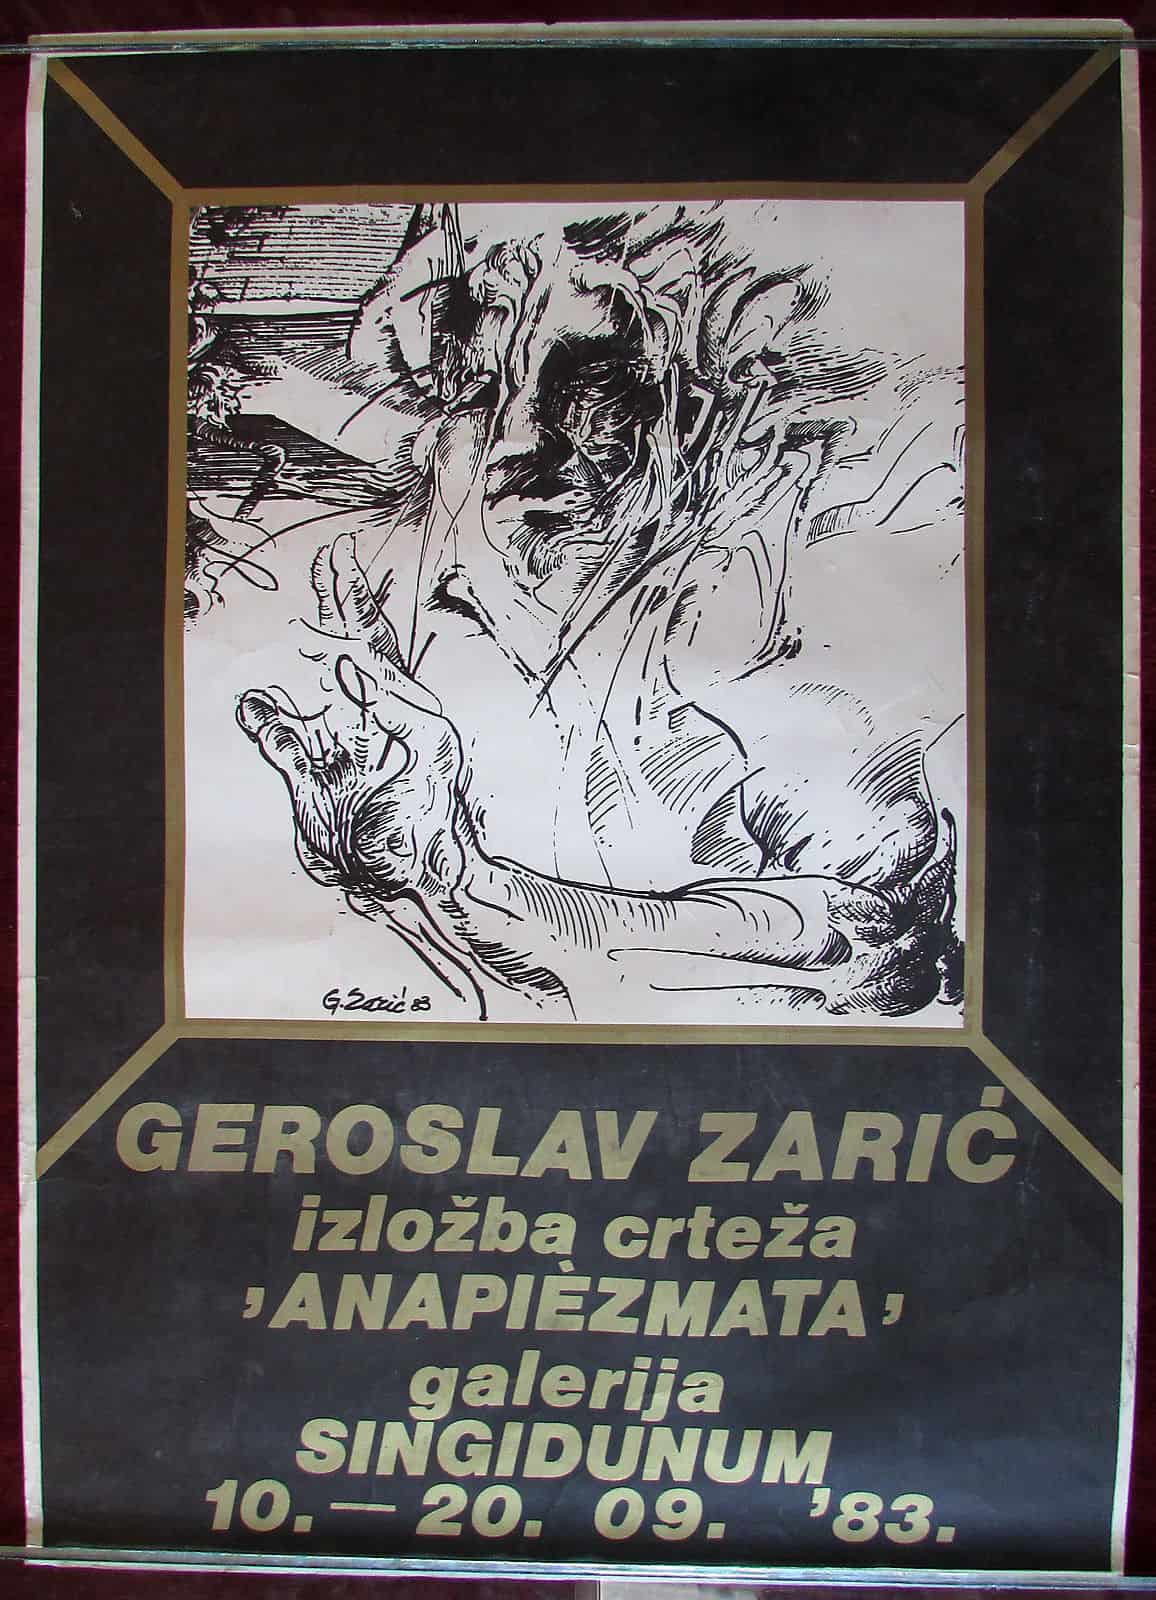 G. Zarić 83
GEROSLAV ZARIĆ
izložba crteža
'ANAPIÈZMATA'
galerija
SINGIDUNUM
10. — 20. 09. '83.